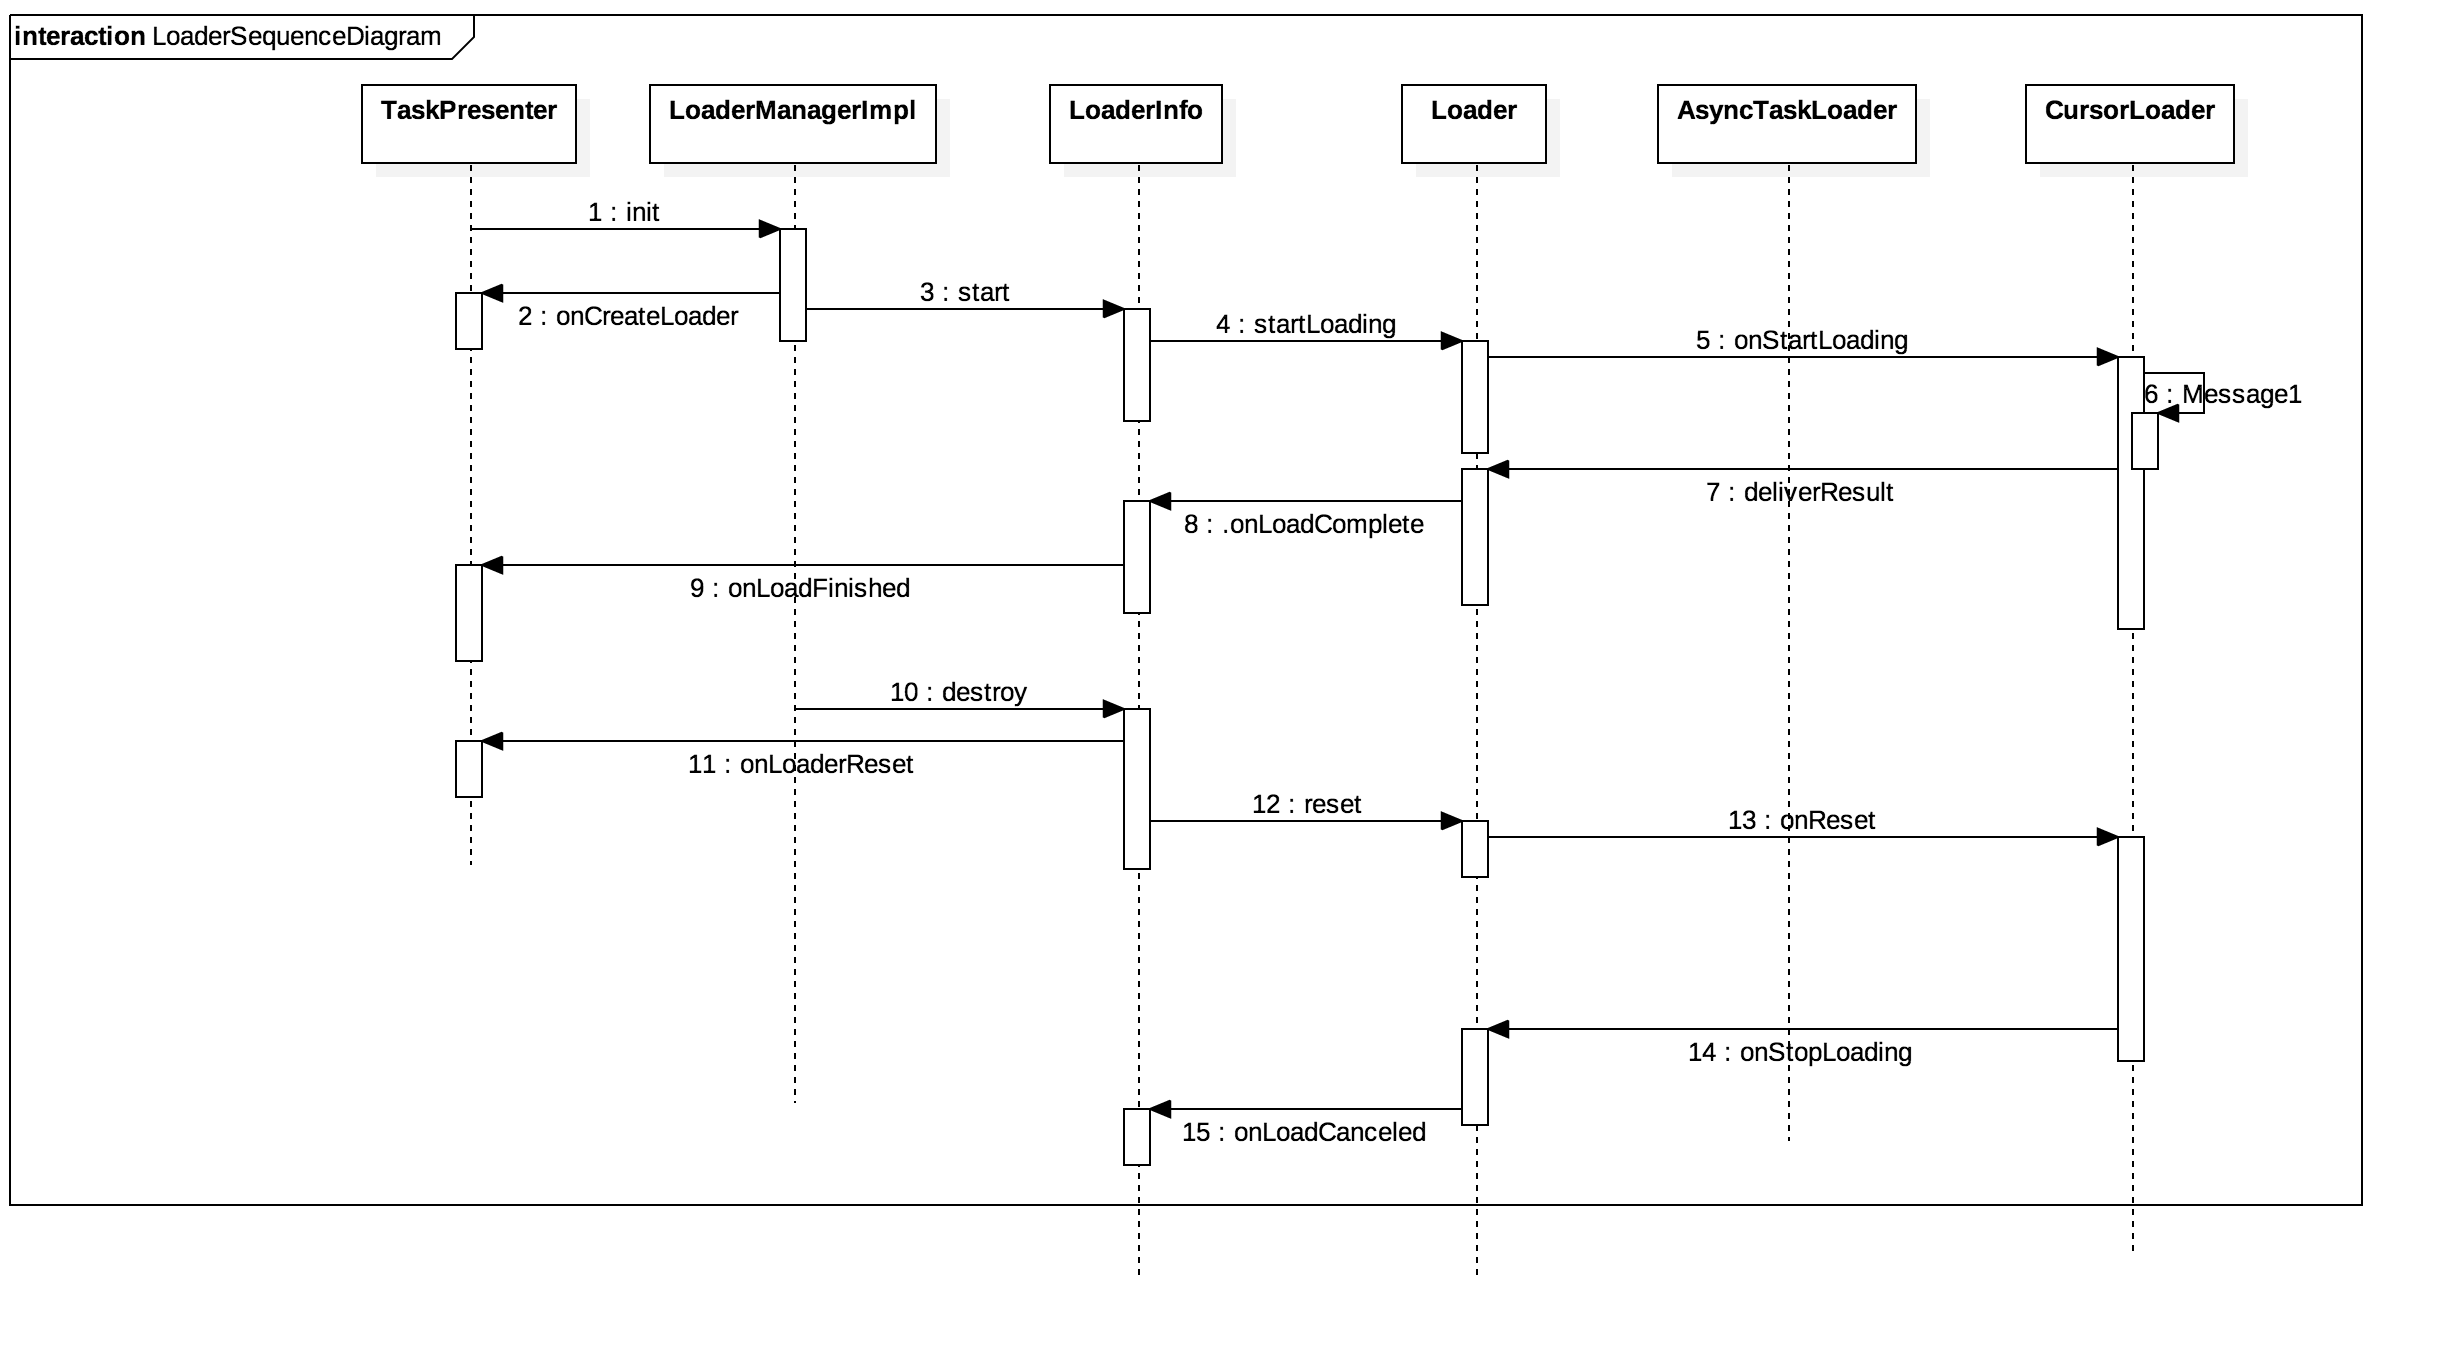 interaction LoaderSequenceDiagram
TaskPresenter
LoaderManagerImpl
LoaderInfo
Loader
AsyncTaskLoader
CursorLoader
1 : init
2 : onCreateLoader
3 : start
4 : startLoading
5 : onStartLoading
6 : Message1
7 : deliverResult
8 : .onLoadComplete
9 : onLoadFinished
10 : destroy
11 : onLoaderReset
12 : reset
13 : onReset
14 : onStopLoading
15 : onLoadCanceled